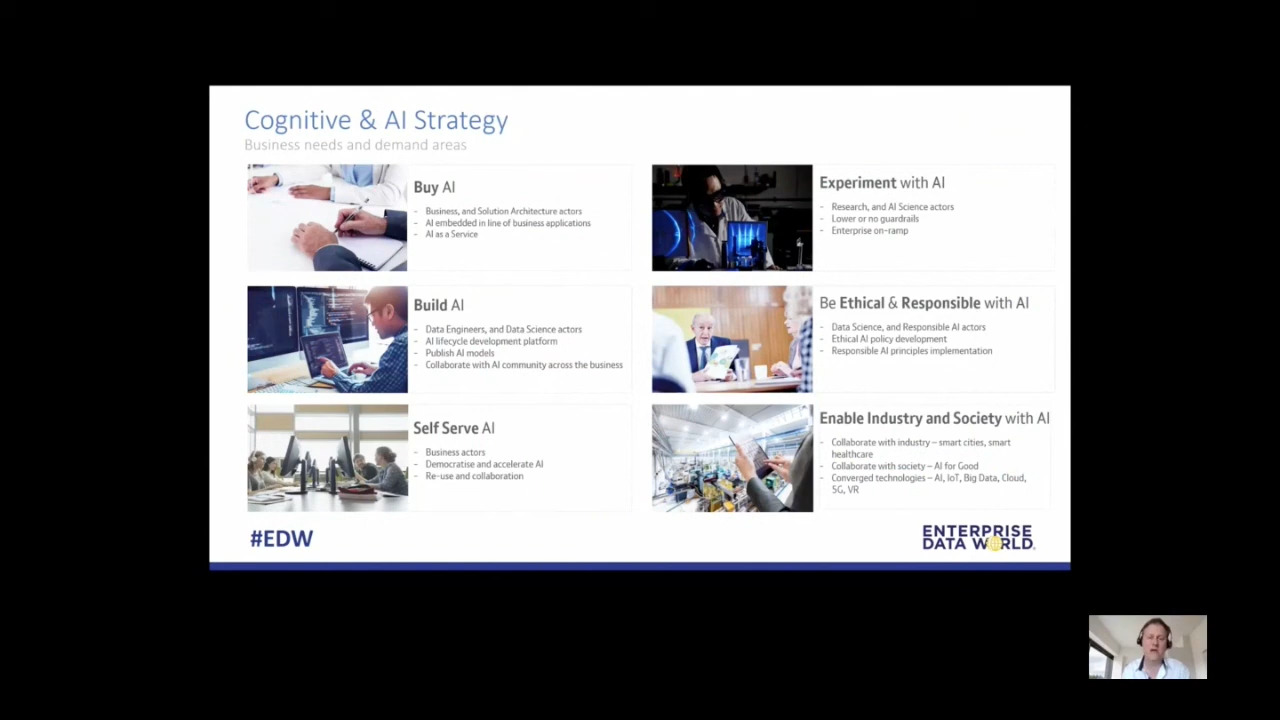 Cognitive & AI Strategy
Business needs and demand areas
Buy AI
- Business, and Solution Architecture actors
- AI embedded in line of business applications
- AI as a Service
Build AI
- Data Engineers, and Data Science actors
- AI lifecycle development platform
- Publish AI models
- Collaborate with AI community across the business
Self Serve AI
- Business actors
- Democratise and accelerate AI
- Re-use and collaboration
Experiment with AI
- Research, and AI Science actors
- Lower or no guardrails
- Enterprise on-ramp
Be Ethical & Responsible with AI
- Data Science, and Responsible AI actors
- Ethical AI policy development
- Responsible AI principles implementation
Enable Industry and Society with AI
- Collaborate with industry – smart cities, smart
healthcare
- Collaborate with society – AI for Good
- Converged technologies – AI, IoT, Big Data, Cloud,
5G, VR
#EDW
ENTERPRISE
DATA WORLD